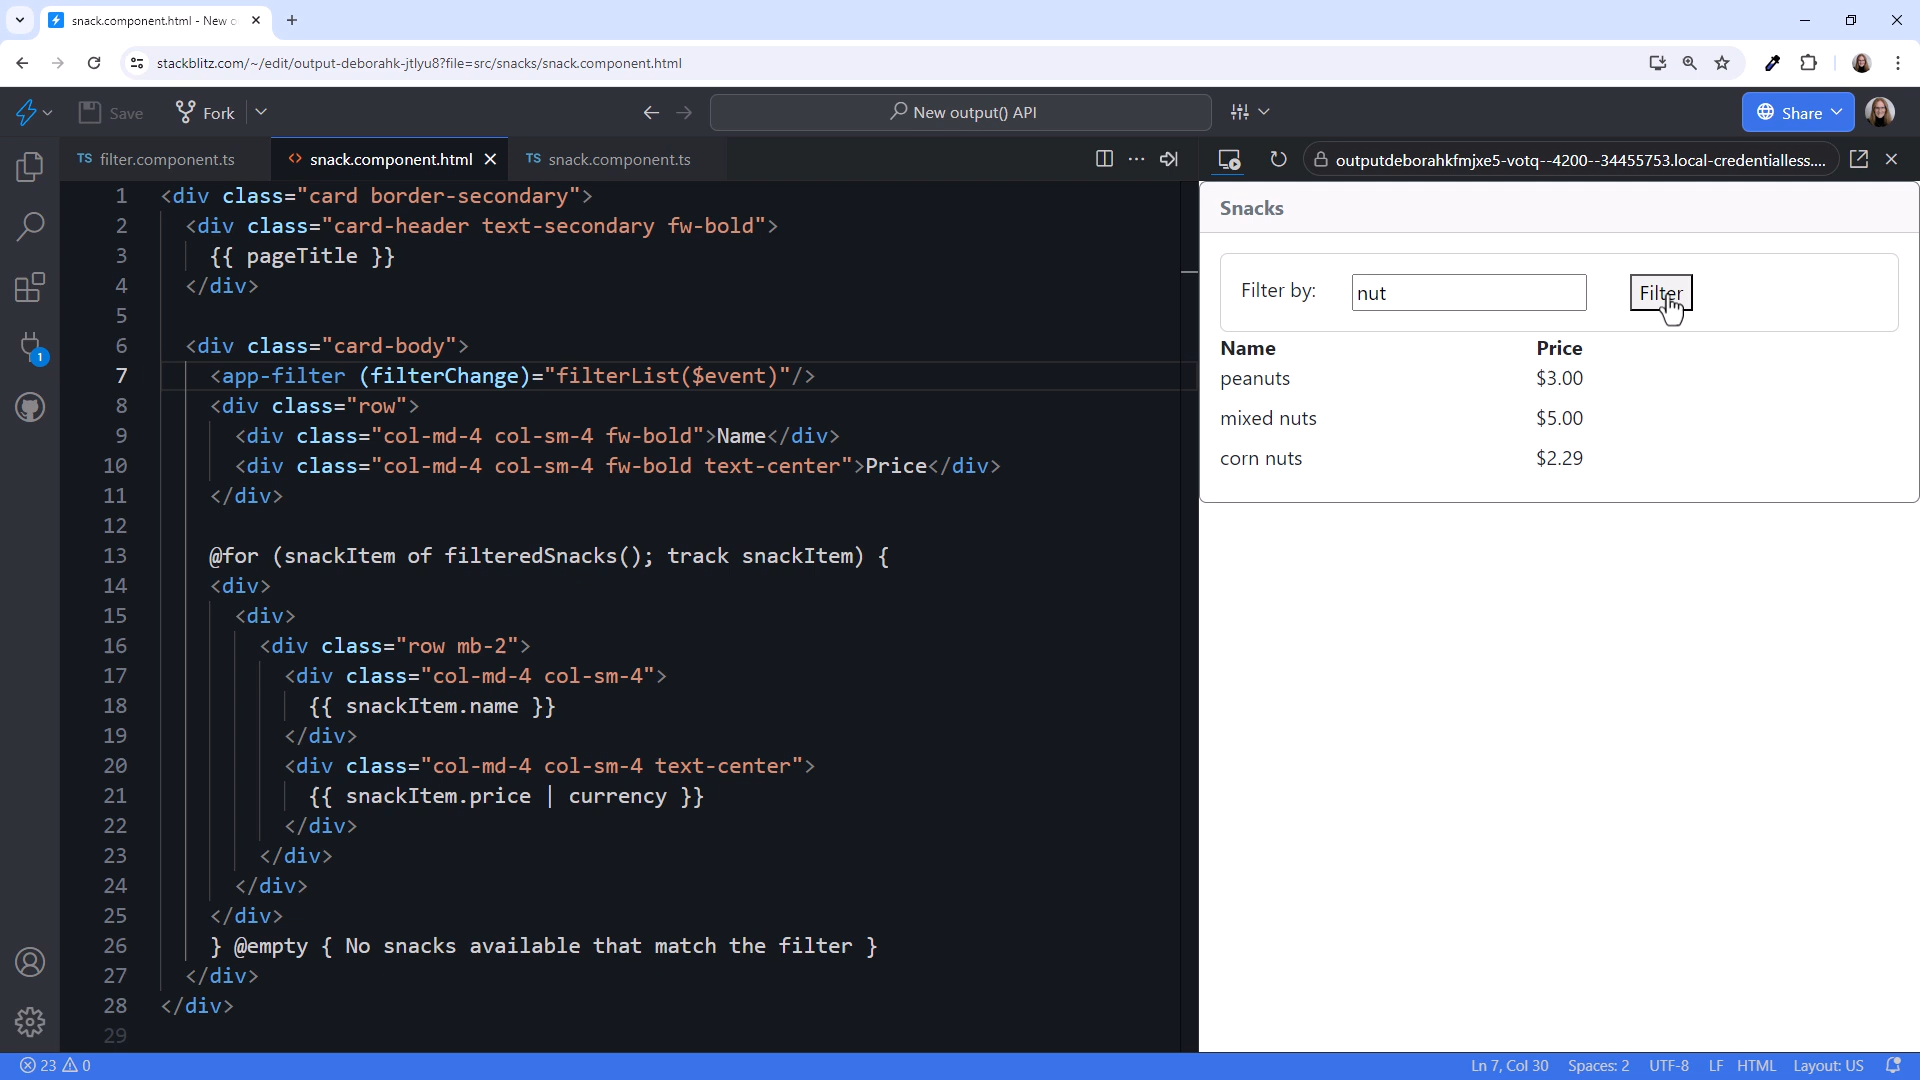 snack.component.html - New
stackblitz.com/~/edit/output-deborahk-jtlyu8?file=src/snacks/snack.component.html
Save
Fork
New output() API
Share
TS filter.component.ts
<> snack.component.html
TS snack.component.ts
outputdeborahkfmjxe5-votq--4200--34455753.local-credentialless....
1 <div class="card border-secondary">
2 <div class="card-header text-secondary fw-bold">
3 {{ pageTitle }}
4 </div>
5
6 <div class="card-body">
7 <app-filter (filterChange)="filterList($event)"/>
8 <div class="row">
9 <div class="col-md-4 col-sm-4 fw-bold">Name</div>
10 <div class="col-md-4 col-sm-4 fw-bold text-center">Price</div>
11 </div>
12
13 @for (snackItem of filteredSnacks(); track snackItem) {
14 <div>
15 <div>
16 <div class="row mb-2">
17 <div class="col-md-4 col-sm-4">
18 {{ snackItem.name }}
19 </div>
20 <div class="col-md-4 col-sm-4 text-center">
21 {{ snackItem.price | currency }}
22 </div>
23 </div>
24 </div>
25 </div>
26 } @empty { No snacks available that match the filter }
27 </div>
28 </div>
29
1
Snacks
Filter by: nut Filter
Name Price
peanuts $3.00
mixed nuts $5.00
corn nuts $2.29
23 0
Ln 7, Col 30 Spaces: 2 UTF-8 LF HTML Layout: US